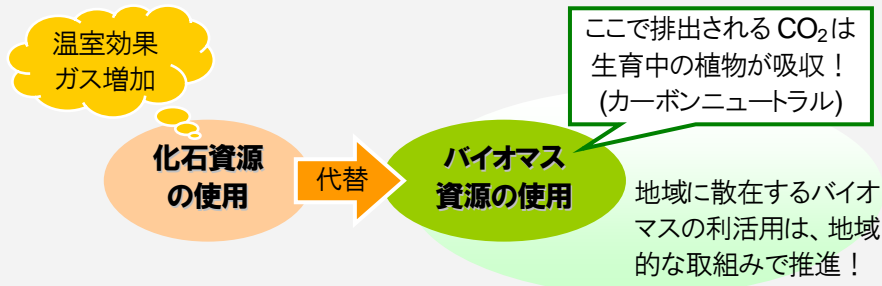 温室効果
ガス増加
化石資源
の使用
代替
バイオマス
資源の使用
ここで排出される CO₂は
生育中の植物が吸収！
(カーボンニュートラル)
地域に散在するバイオ
マスの利活用は、地域
的な取組みで推進！